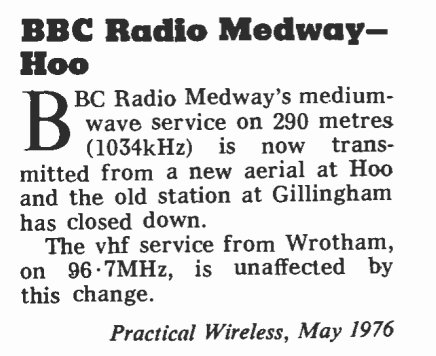 BBC Radio Medway—
Hoo
BBC Radio Medway's medium-
wave service on 290 metres
(1034kHz) is now trans-
mitted from a new aerial at Hoo
and the old station at Gillingham
has closed down.
The vhf service from Wrotham,
on 96·7MHz, is unaffected by
this change.
Practical Wireless, May 1976